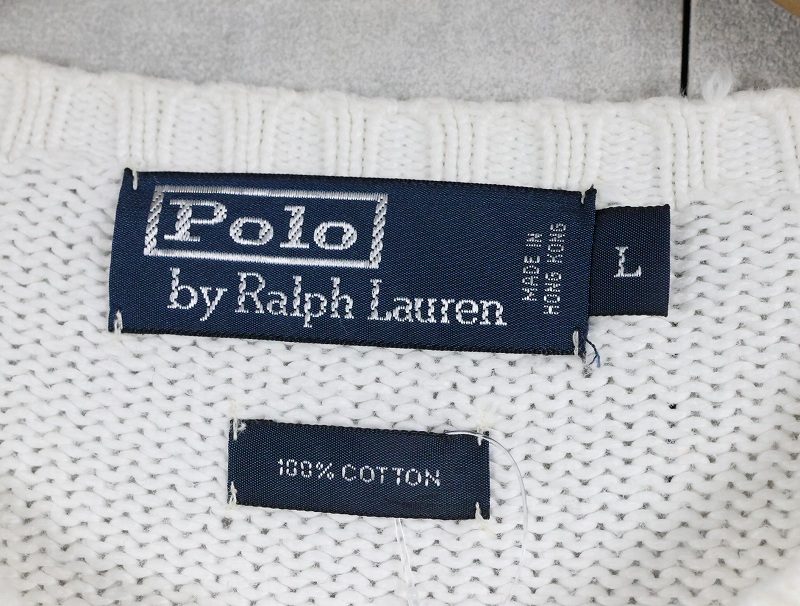 Polo
by Ralph Lauren
MADE IN
HONG KONG
L
100% COTTON